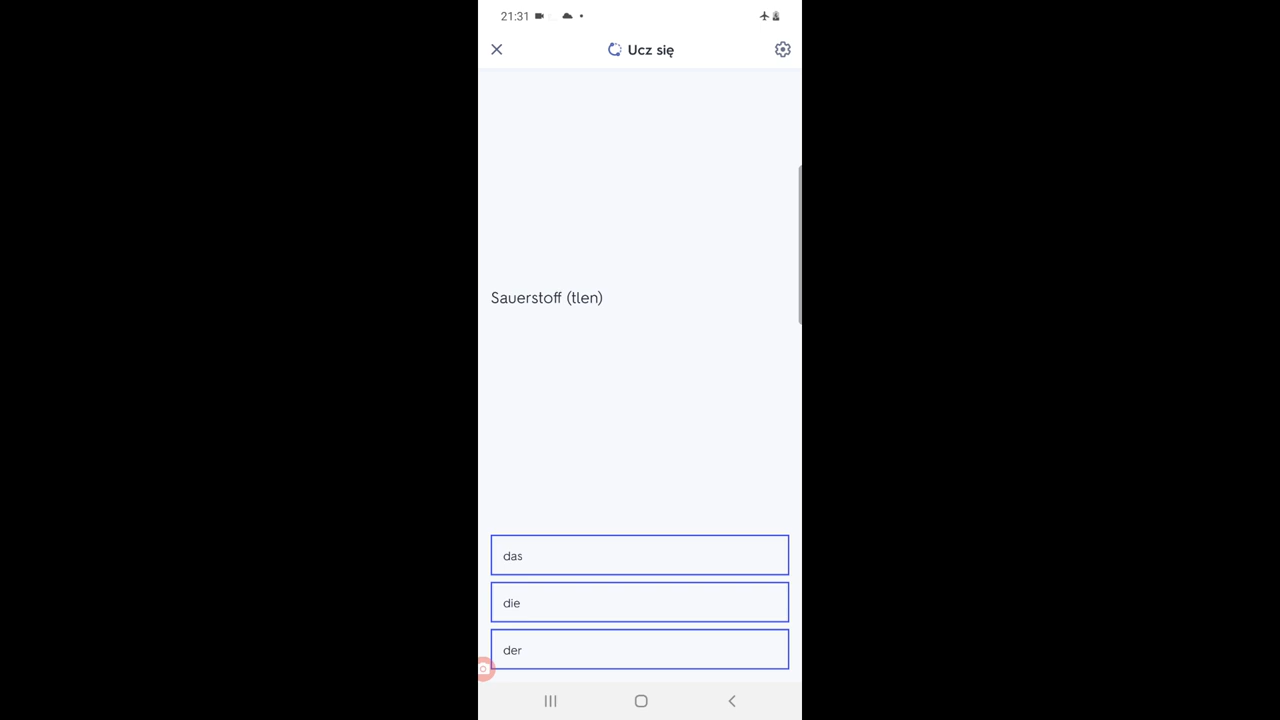 21:31
Ucz się
Sauerstoff (tlen)
das
die
der